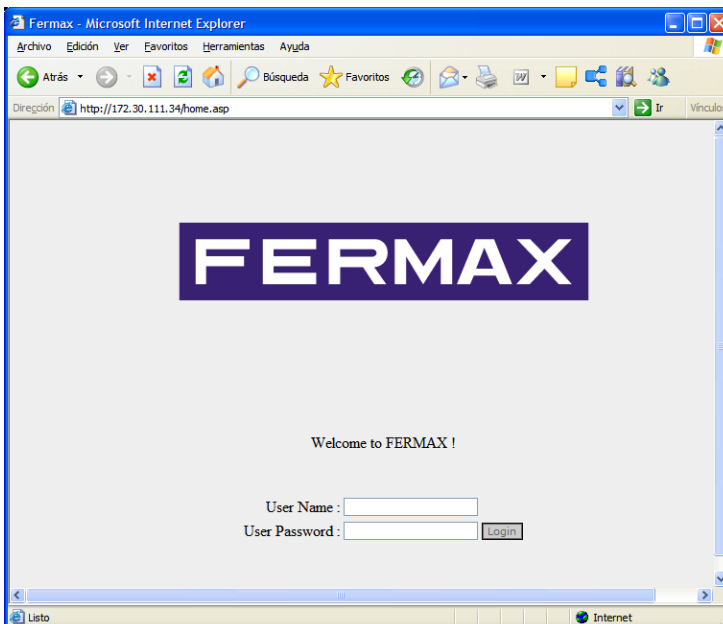 Fermax - Microsoft Internet Explorer
Archivo Edición Ver Favoritos Herramientas Ayuda
Atrás Búsqueda Favoritos
Dirección http://172.30.111.34/home.asp Ir Vínculos
FERMAX
Welcome to FERMAX !
User Name :
User Password : Login
Listo Internet